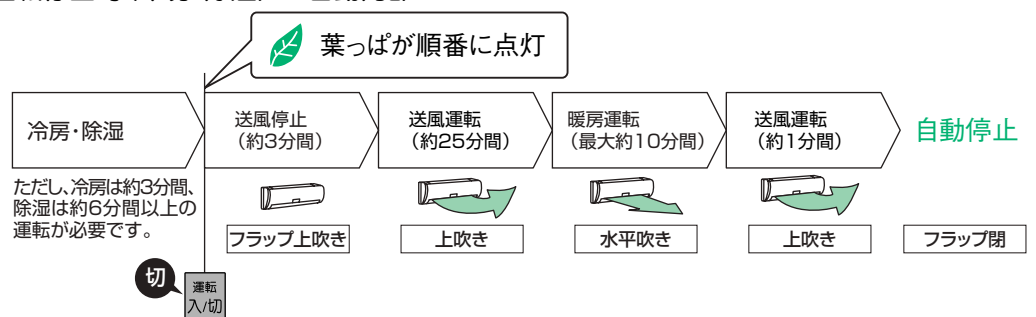 葉っぱが順番に点灯
冷房・除湿
送風停止
（約3分間）
送風運転
（約25分間）
暖房運転
（最大約10分間）
送風運転
（約1分間）
自動停止
ただし、冷房は約3分間、
除湿は約6分間以上の
運転が必要です。
フラップ上吹き
上吹き
水平吹き
上吹き
フラップ閉
切
運転
入/切